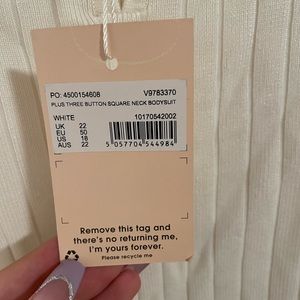 PO: 4500154608 V9783370
PLUS THREE BUTTON SQUARE NECK BODYSUIT
WHITE 10170542002
UK 22
EU 50
US 18
AUS 22
5 057704 544984
Remove this tag and
there's no returning me,
I'm yours forever.
Please recycle me